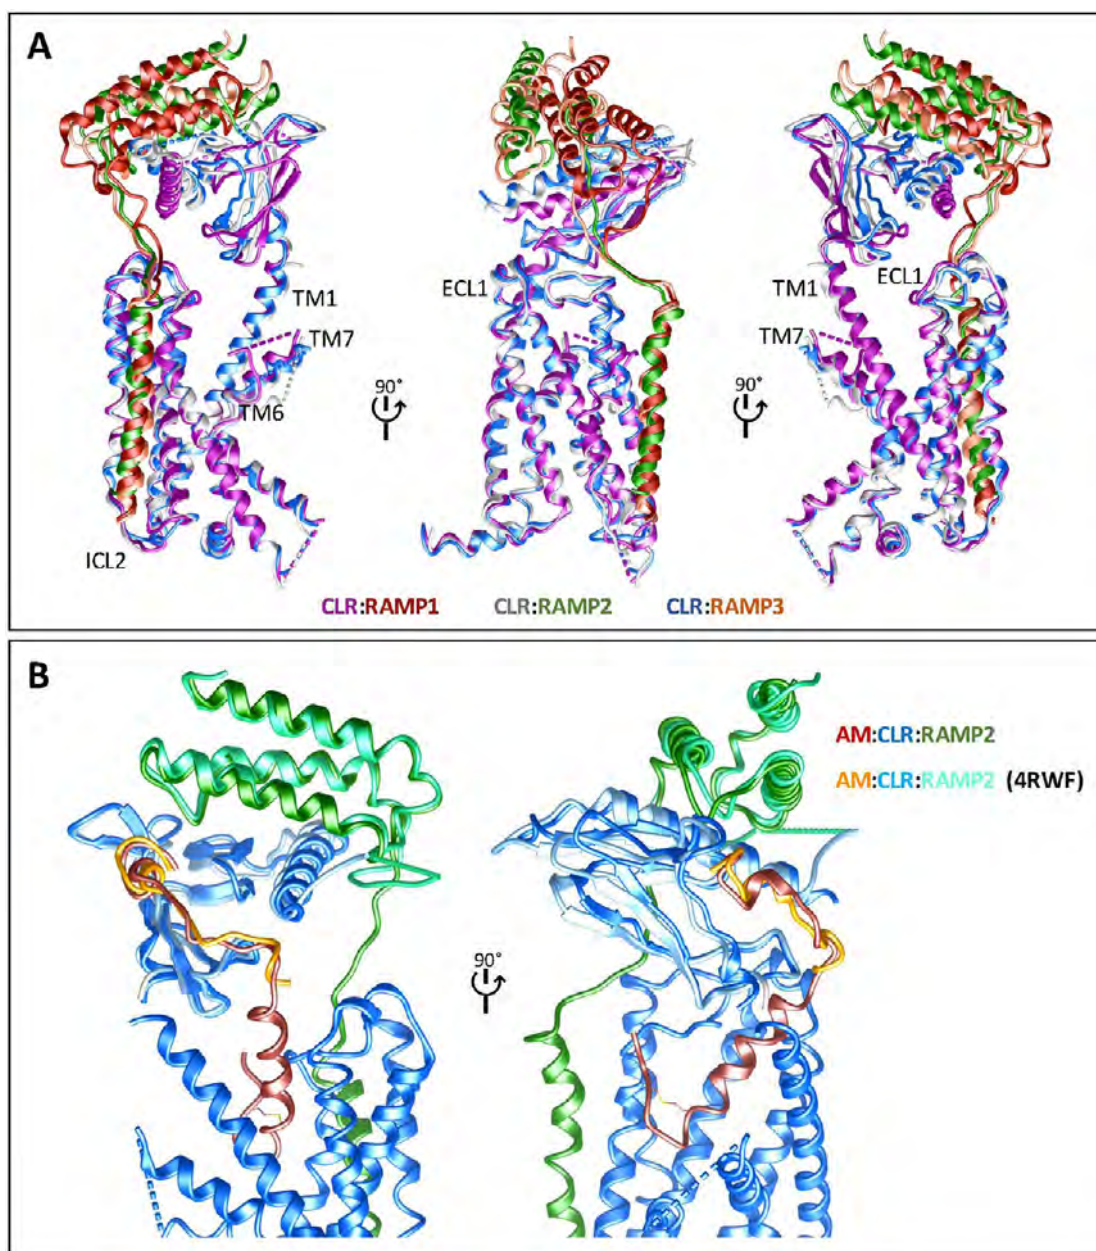 A
TM1
TM7
TM6
ICL2
90°
ECL1
90°
TM1
ECL1
TM7
CLR:RAMP1 CLR:RAMP2 CLR:RAMP3
B
90°
AM:CLR:RAMP2
AM:CLR:RAMP2 (4RWF)